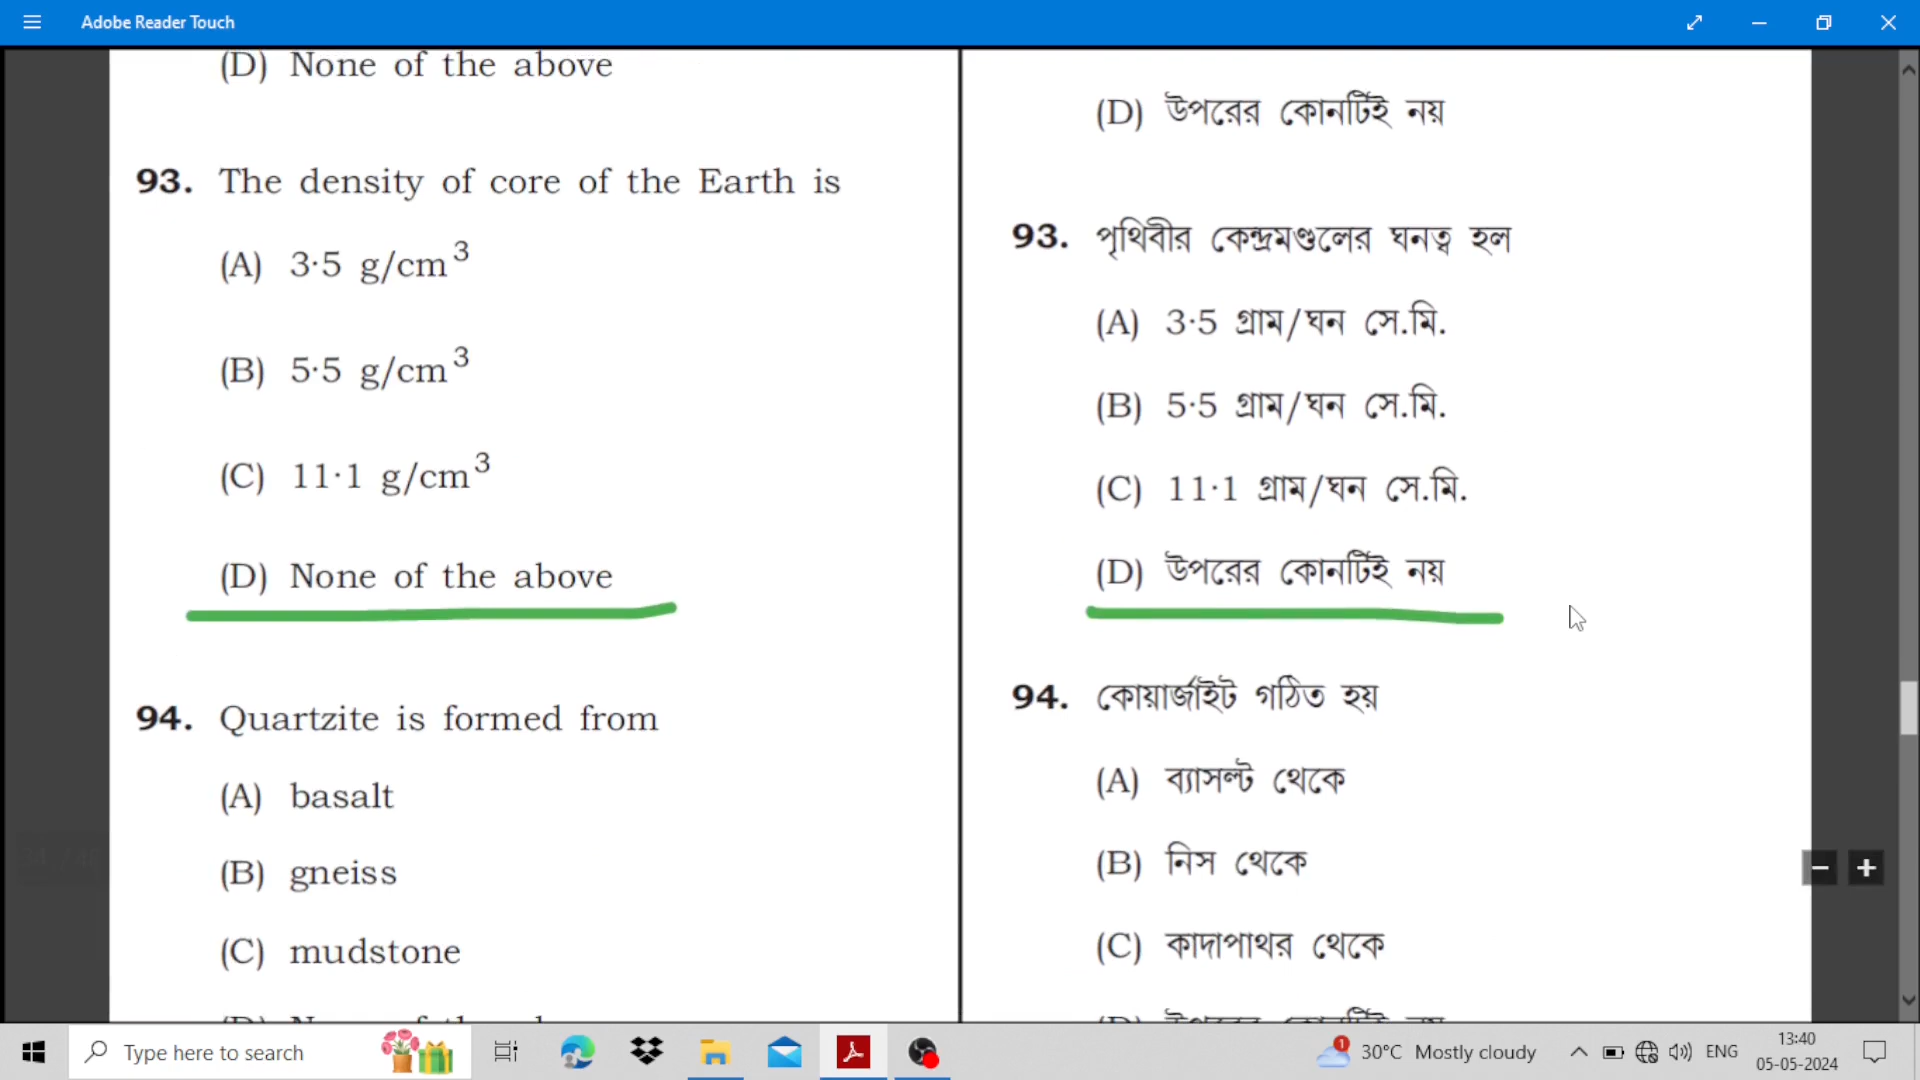 Adobe Reader Touch
(D) None of the above
93. The density of core of the Earth is
(A) 3·5 g/cm³
(B) 5·5 g/cm³
(C) 11·1 g/cm³
(D) None of the above
94. Quartzite is formed from
(A) basalt
(B) gneiss
(C) mudstone
(D) উপরের কোনটিই নয়
93. পৃথিবীর কেন্দ্রমণ্ডলের ঘনত্ব হল
(A) 3·5 গ্রাম/ঘন সে.মি.
(B) 5·5 গ্রাম/ঘন সে.মি.
(C) 11·1 গ্রাম/ঘন সে.মি.
(D) উপরের কোনটিই নয়
94. কোয়ার্জাইট গঠিত হয়
(A) ব্যাসল্ট থেকে
(B) নিস থেকে
(C) কাদাপাথর থেকে
Type here to search
1
30°C Mostly cloudy
ENG
13:40
05-05-2024